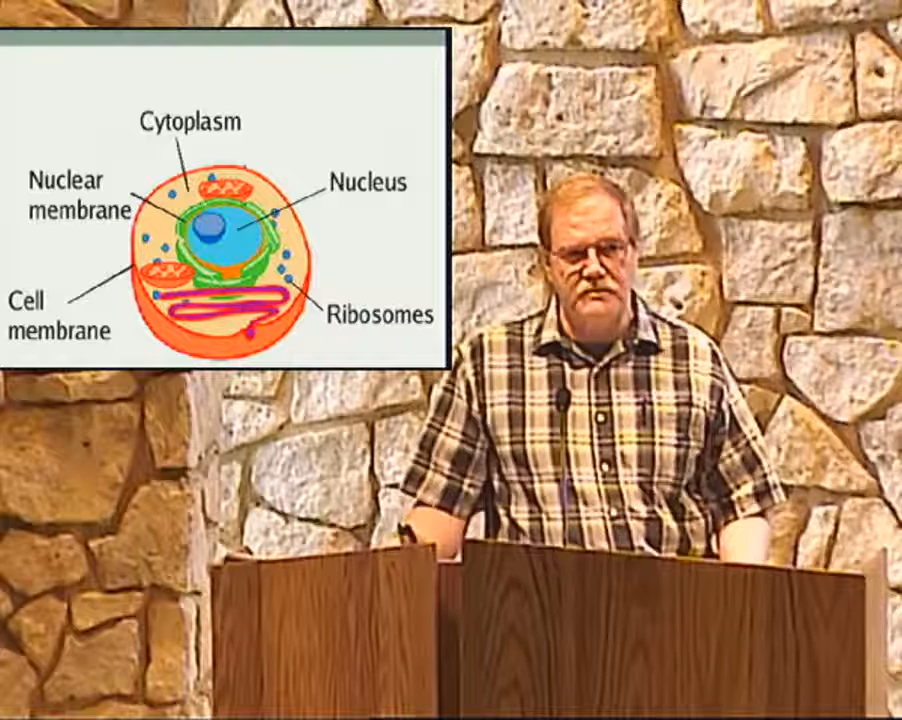 Cytoplasm
Nuclear
membrane
Nucleus
Cell
membrane
Ribosomes